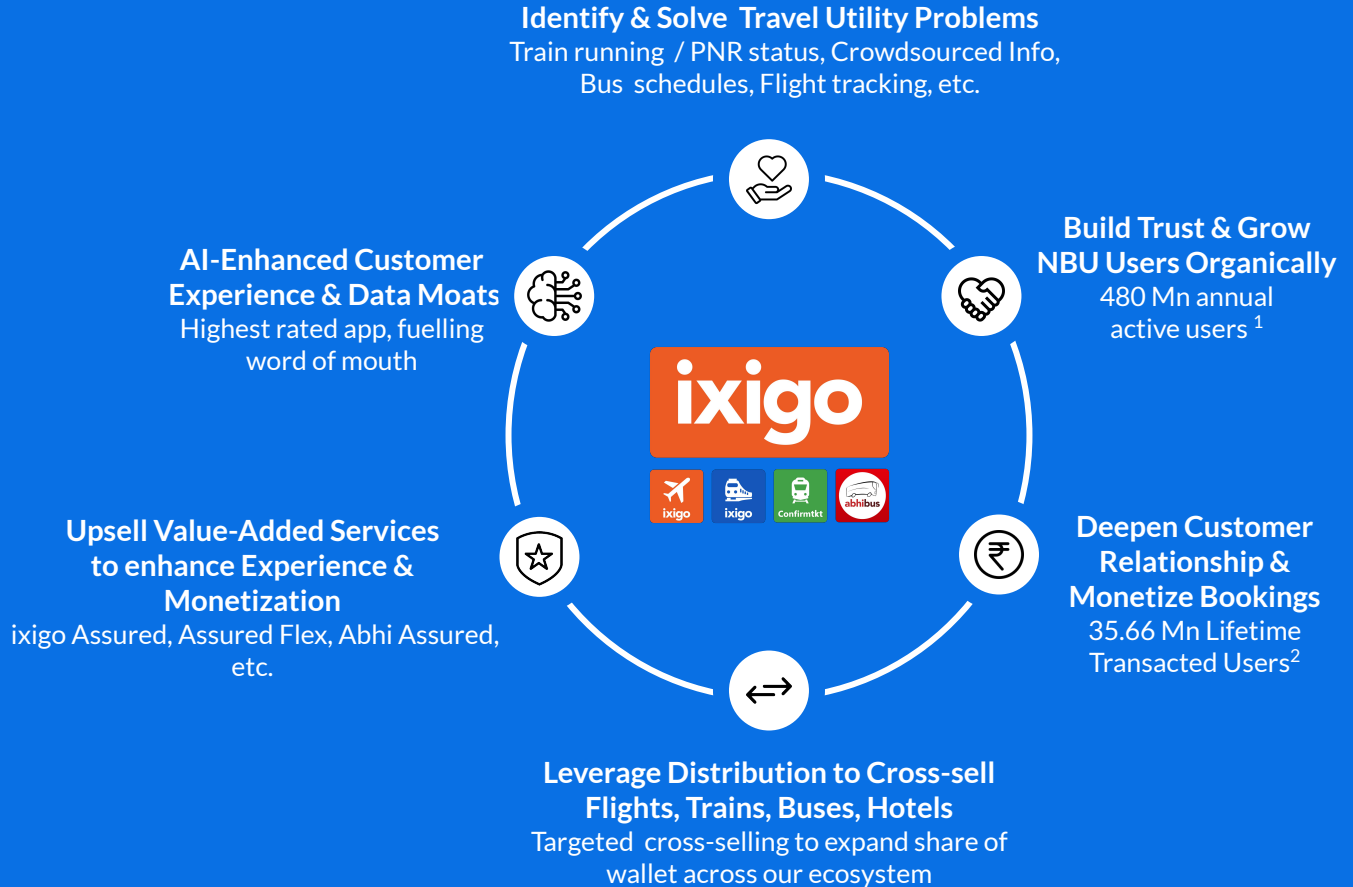 Identify & Solve Travel Utility Problems
Train running / PNR status, Crowdsourced Info,
Bus schedules, Flight tracking, etc.
Build Trust & Grow
NBU Users Organically
480 Mn annual
active users 1
Deepen Customer
Relationship &
Monetize Bookings
35.66 Mn Lifetime
Transacted Users2
Leverage Distribution to Cross-sell
Flights, Trains, Buses, Hotels
Targeted cross-selling to expand share of
wallet across our ecosystem
Upsell Value-Added Services
to enhance Experience &
Monetization
ixigo Assured, Assured Flex, Abhi Assured,
etc.
AI-Enhanced Customer
Experience & Data Moats
Highest rated app, fuelling
word of mouth
ixigo
ixigo
ixigo
Confirmtkt
abhibus